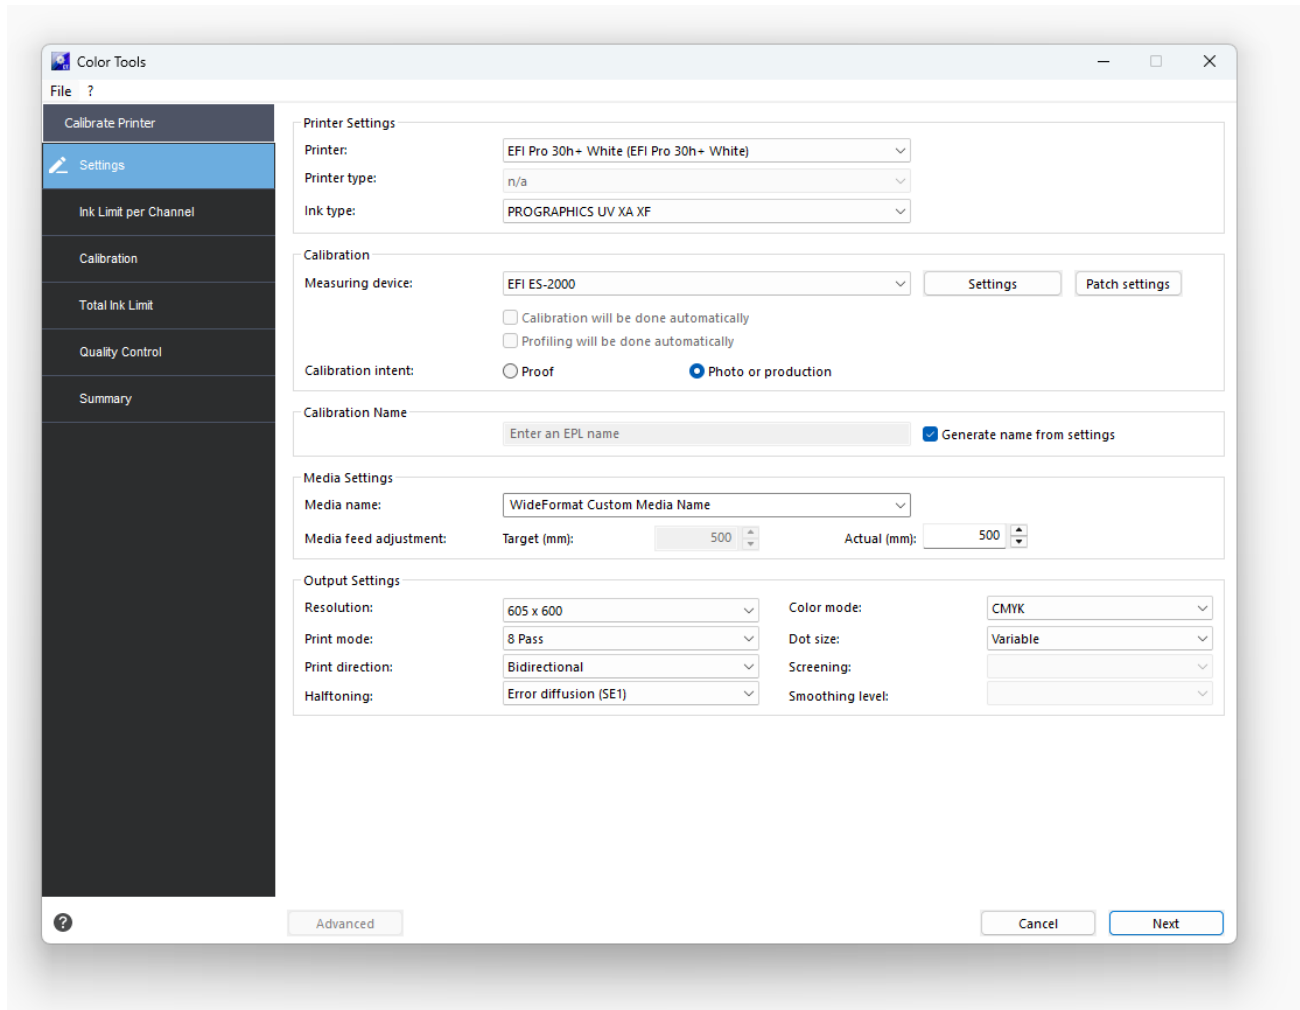 Color Tools
File ?
Calibrate Printer
Settings
Ink Limit per Channel
Calibration
Total Ink Limit
Quality Control
Summary
Printer Settings
Printer: EFI Pro 30h+ White (EFI Pro 30h+ White)
Printer type: n/a
Ink type: PROGRAPHICS UV XA XF
Calibration
Measuring device: EFI ES-2000 Settings Patch settings
Calibration will be done automatically
Profiling will be done automatically
Calibration intent: Proof Photo or production
Calibration Name
Enter an EPL name Generate name from settings
Media Settings
Media name: WideFormat Custom Media Name
Media feed adjustment: Target (mm): 500 Actual (mm): 500
Output Settings
Resolution: 605 x 600 Color mode: CMYK
Print mode: 8 Pass Dot size: Variable
Print direction: Bidirectional Screening:
Halftoning: Error diffusion (SE1) Smoothing level:
? Advanced Cancel Next